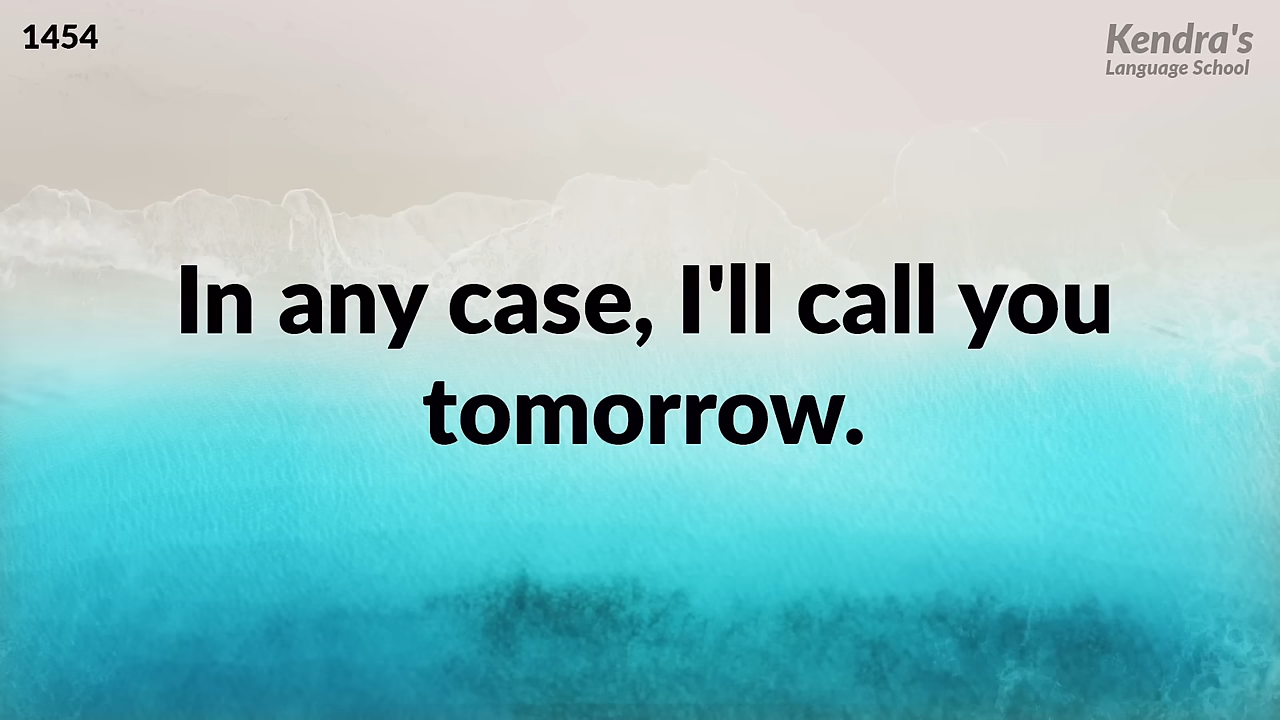 1454
Kendra's
Language School
In any case, I'll call you
tomorrow.